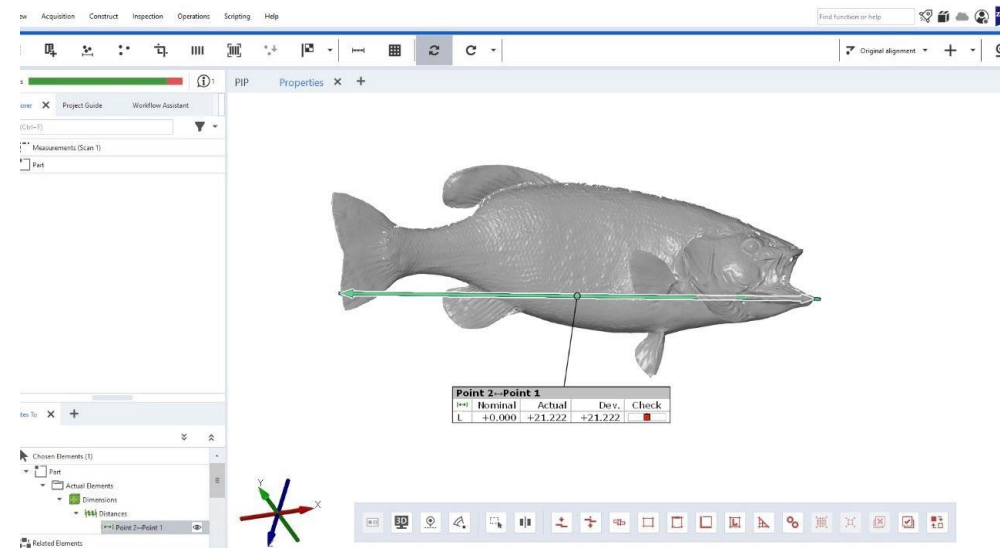 Acquisition Construct Inspection Operations Scripting Help
Find function or help
Original alignment
1
PIP Properties
Project Guide Workflow Assistant
(Ctrl+F)
Measurements (Scan 1)
Part
Y
X
Point 2↔Point 1
Nominal Actual Dev. Check
L +0.000 +21.222 +21.222
Chosen Elements (1)
Part
Actual Elements
Dimensions
Distances
Point 2↔Point 1
Related Elements
3D